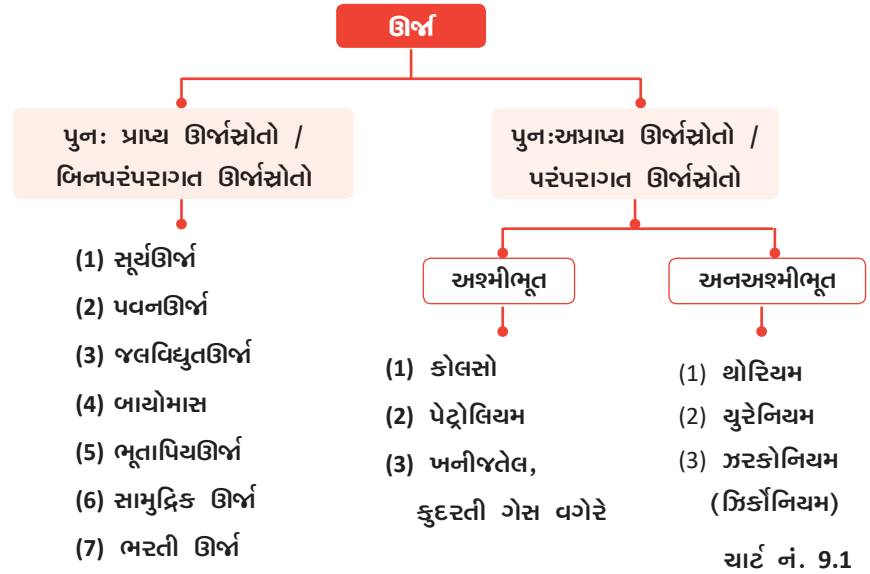 ઊર્જા
પુનઃ પ્રાપ્ય ઊર્જાસ્રોતો /
બિનપરંપરાગત ઊર્જાસ્રોતો
(1) સૂર્યઊર્જા
(2) પવનઊર્જા
(3) જલવિદ્યુતઊર્જા
(4) બાયોમાસ
(5) ભૂતાપિયઊર્જા
(6) સામુદ્રિક ઊર્જા
(7) ભરતી ઊર્જા
પુનઃઅપ્રાપ્ય ઊર્જાસ્રોતો /
પરંપરાગત ઊર્જાસ્રોતો
અશ્મીભૂત
(1) કોલસો
(2) પેટ્રોલિયમ
(3) ખનીજતેલ,
કુદરતી ગેસ વગેરે
અનઅશ્મીભૂત
(1) થોરિયમ
(2) યુરેનિયમ
(3) ઝરકોનિયમ
(ઝિર્કોનિયમ)
ચાર્ટ નં. 9.1